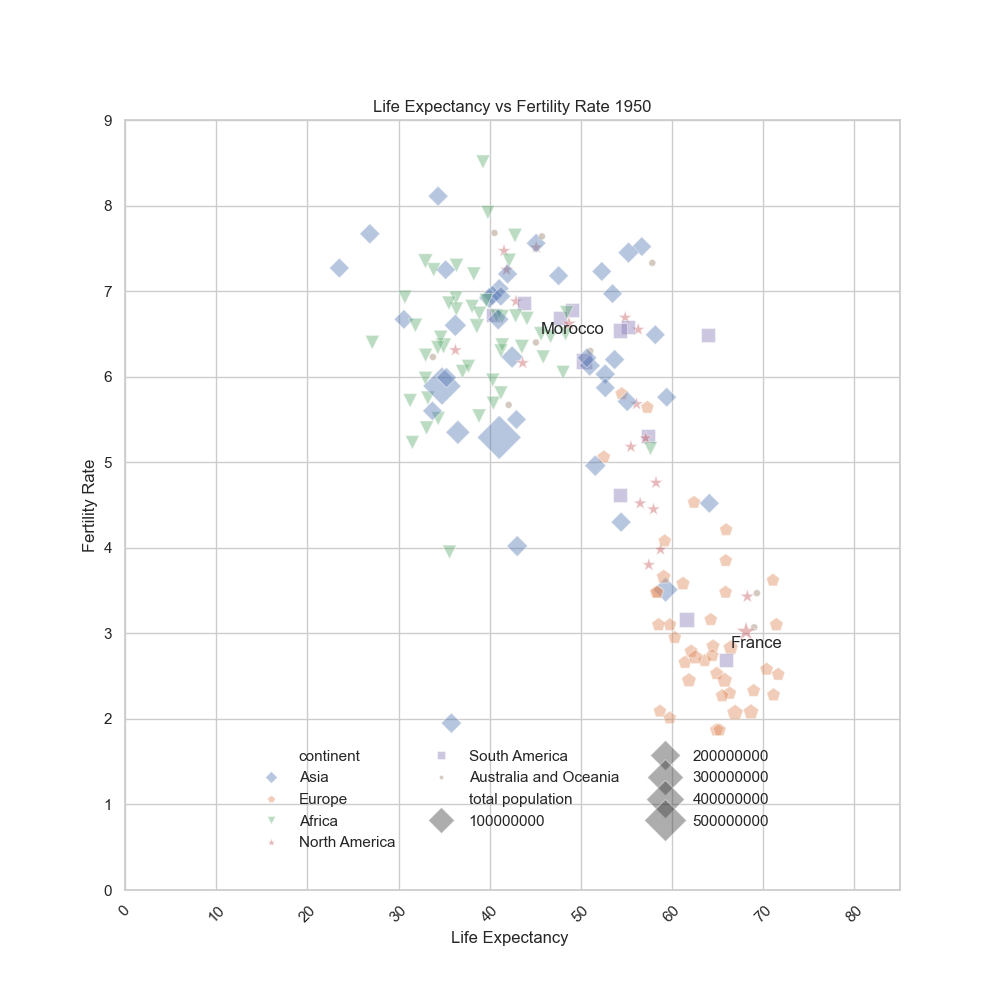 Life Expectancy vs Fertility Rate 1950
9
8
7
6
5
4
3
2
1
0
Fertility Rate
Morocco
France
continent
Asia
Europe
Africa
North America
South America
Australia and Oceania
total population
100000000
200000000
300000000
400000000
500000000
0
10
20
30
40
50
60
70
80
Life Expectancy